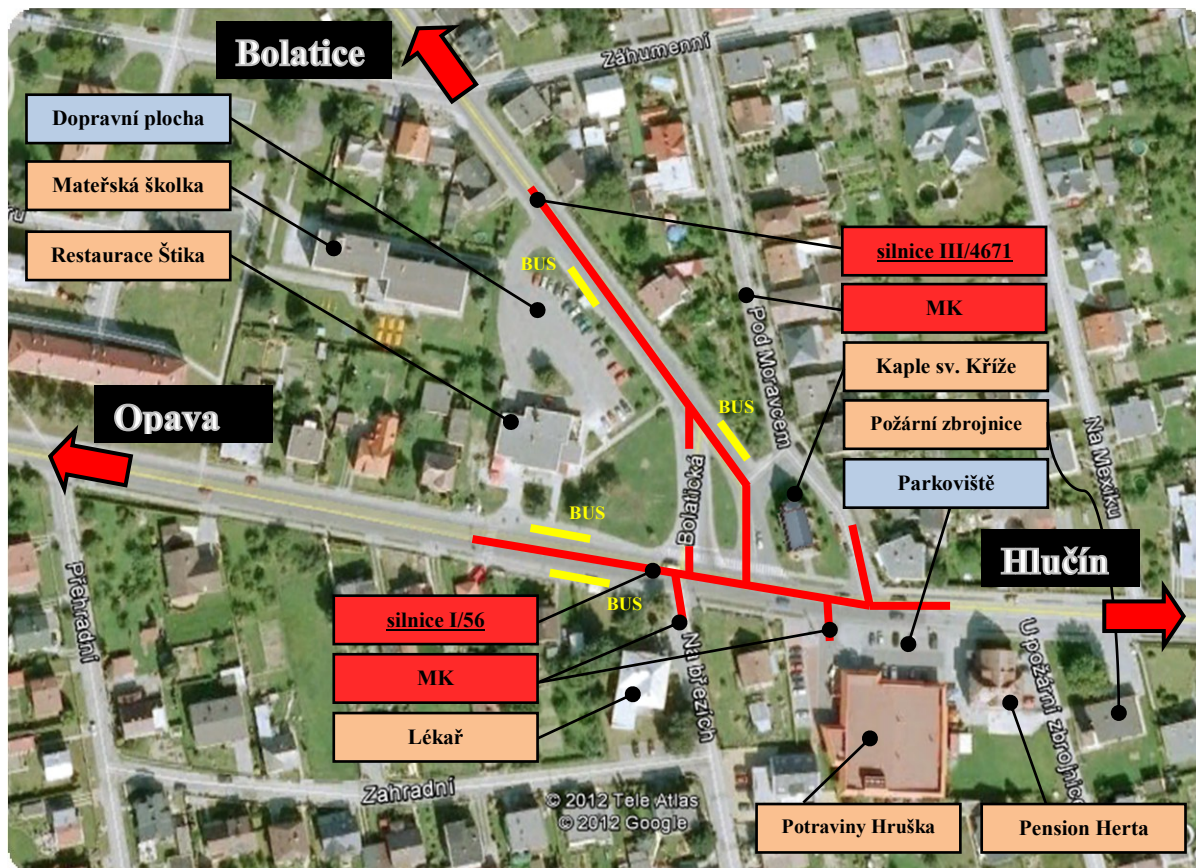 Bolatice
Záhumenní
Dopravní plocha
Mateřská školka
Restaurace Štika
BUS
silnice III/4671
MK
Pod Moravcem
Kaple sv. Kříže
Požární zbrojnice
Parkoviště
Na Mexiku
Opava
BUS
Bolatická
BUS
BUS
Hlučín
Přehradní
silnice I/56
MK
Lékař
Na březích
U požární zbrojnice
Zahradní
© 2012 Tele Atlas
© 2012 Google
Potraviny Hruška
Pension Herta